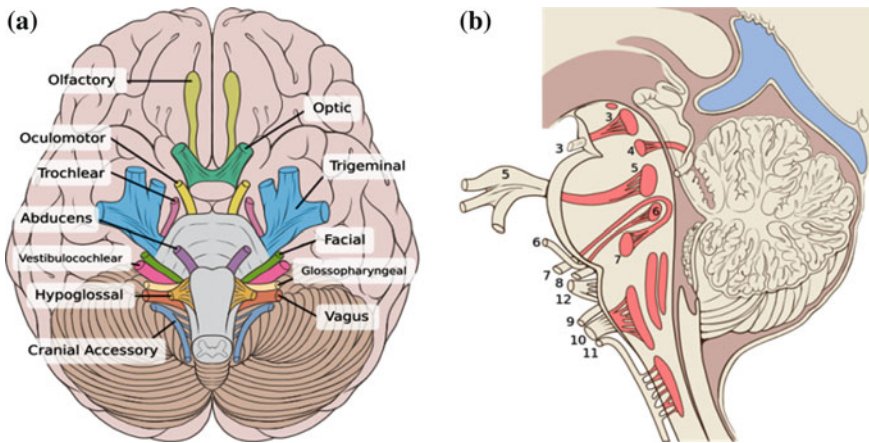 (a)
Olfactory
Optic
Oculomotor
Trochlear
Trigeminal
Abducens
Facial
Vestibulocochlear
Glossopharyngeal
Hypoglossal
Vagus
Cranial Accessory
(b)
3
3
4
5
5
6
6
7
7
8
12
9
10
11